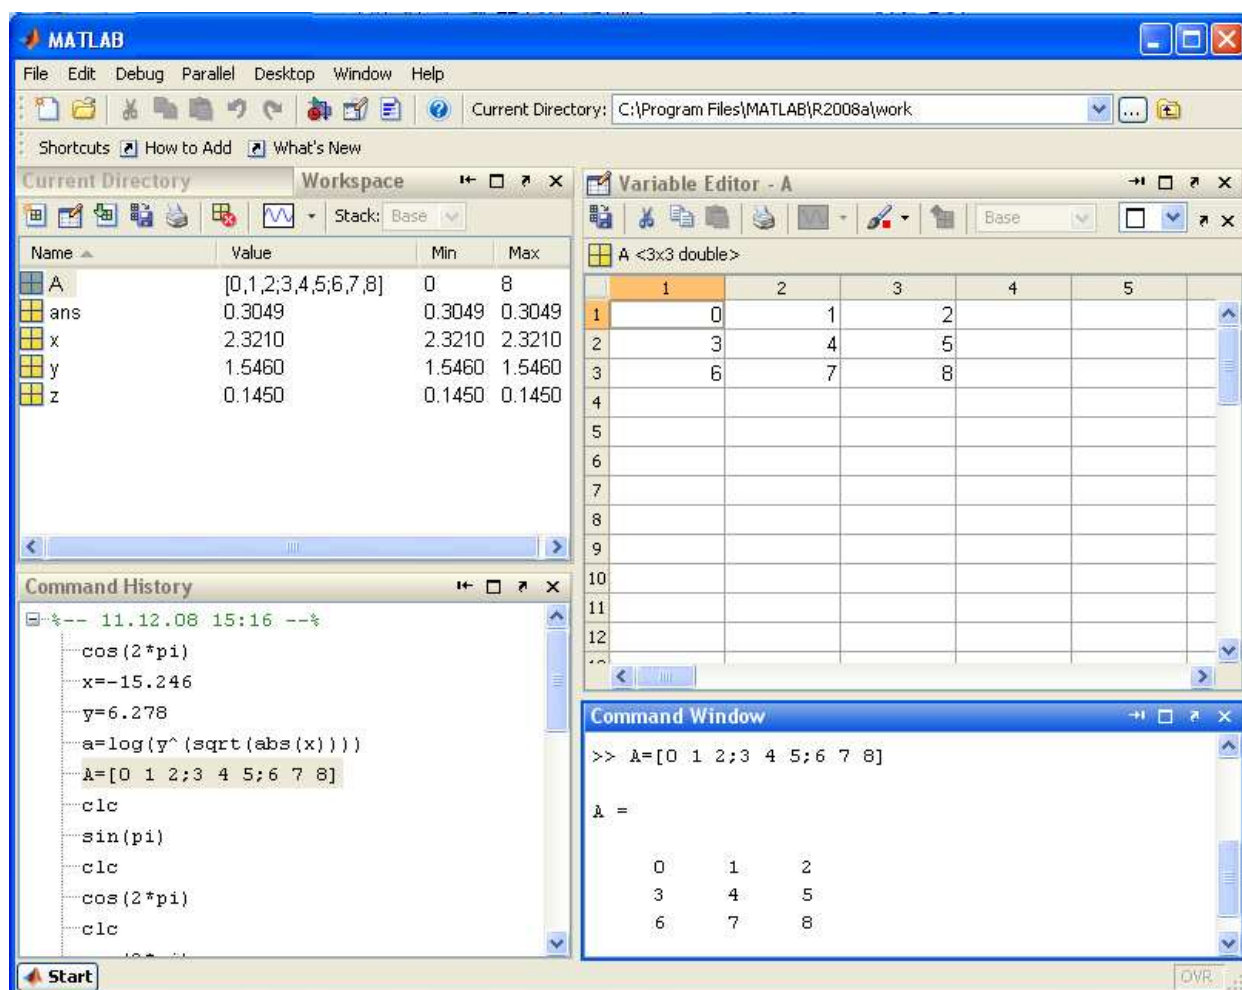 MATLAB
File Edit Debug Parallel Desktop Window Help
Current Directory: C:\Program Files\MATLAB\R2008a\work
Shortcuts How to Add What's New
Current Directory Workspace
Stack: Base
Name Value Min Max
A [0,1,2;3,4,5;6,7,8] 0 8
ans 0.3049 0.3049 0.3049
x 2.3210 2.3210 2.3210
y 1.5460 1.5460 1.5460
z 0.1450 0.1450 0.1450
Command History
%-- 11.12.08 15:16 --%
cos(2*pi)
x=-15.246
y=6.278
a=log(y^(sqrt(abs(x))))
A=[0 1 2;3 4 5;6 7 8]
clc
sin(pi)
clc
cos(2*pi)
clc
Variable Editor - A
Base
A <3x3 double>
1 2 3 4 5
1 0 1 2
2 3 4 5
3 6 7 8
4
5
6
7
8
9
10
11
12
Command Window
>> A=[0 1 2;3 4 5;6 7 8]
A =
0 1 2
3 4 5
6 7 8
Start
OVR